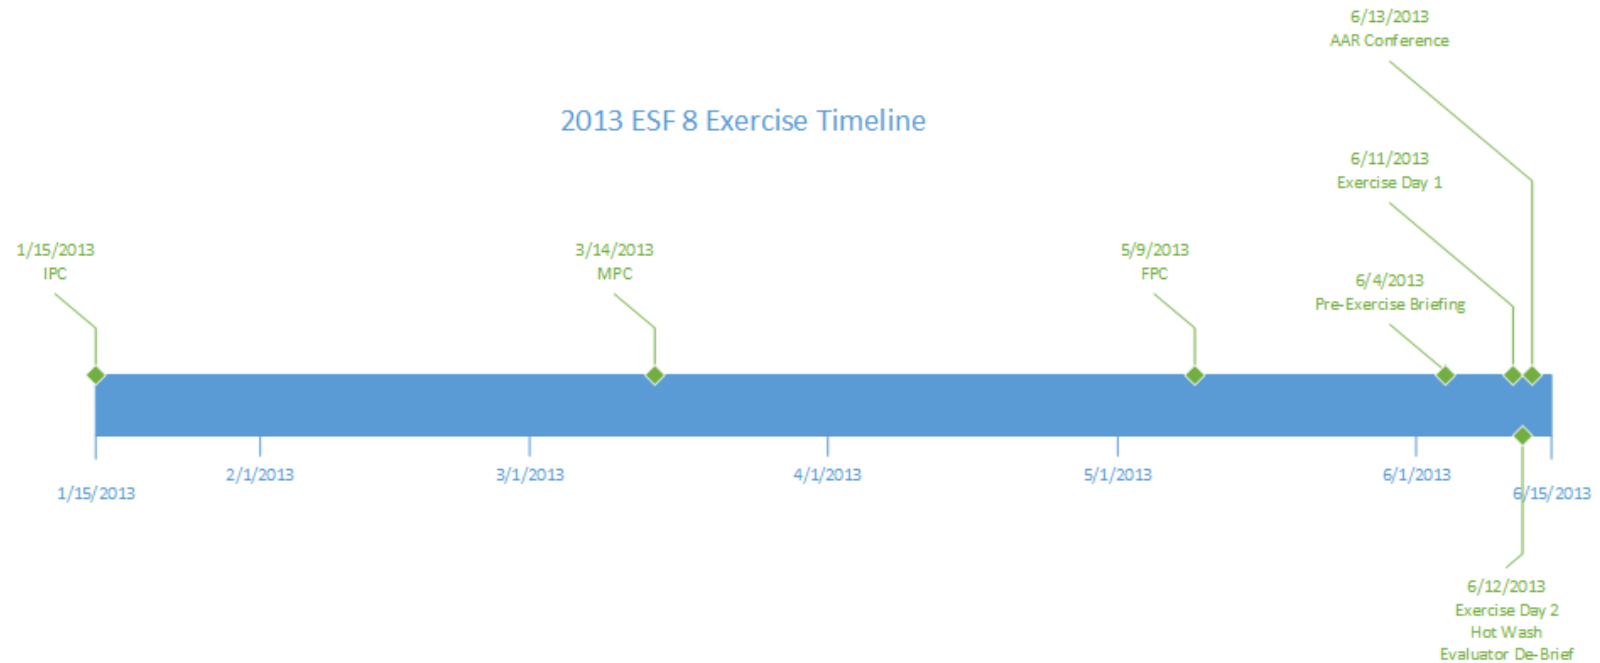 6/13/2013
AAR Conference
2013 ESF 8 Exercise Timeline
6/11/2013
Exercise Day 1
1/15/2013
IPC
3/14/2013
MPC
5/9/2013
FPC
6/4/2013
Pre-Exercise Briefing
2/1/2013
3/1/2013
4/1/2013
5/1/2013
6/1/2013
1/15/2013
6/15/2013
6/12/2013
Exercise Day 2
Hot Wash
Evaluator De-Brief